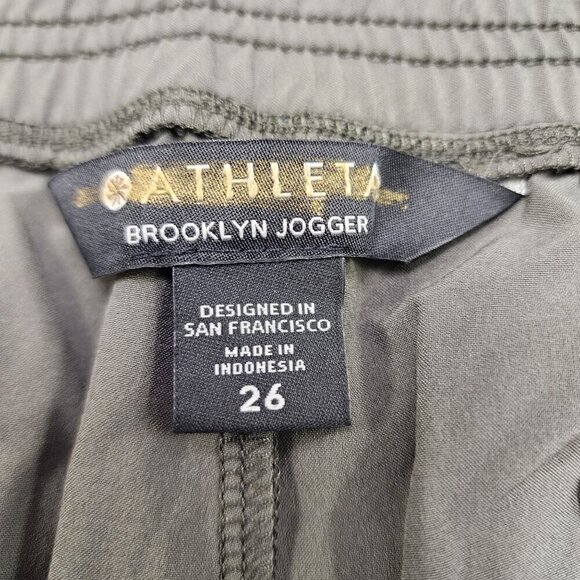 ATHLETA
BROOKLYN JOGGER
DESIGNED IN
SAN FRANCISCO
MADE IN
INDONESIA
26